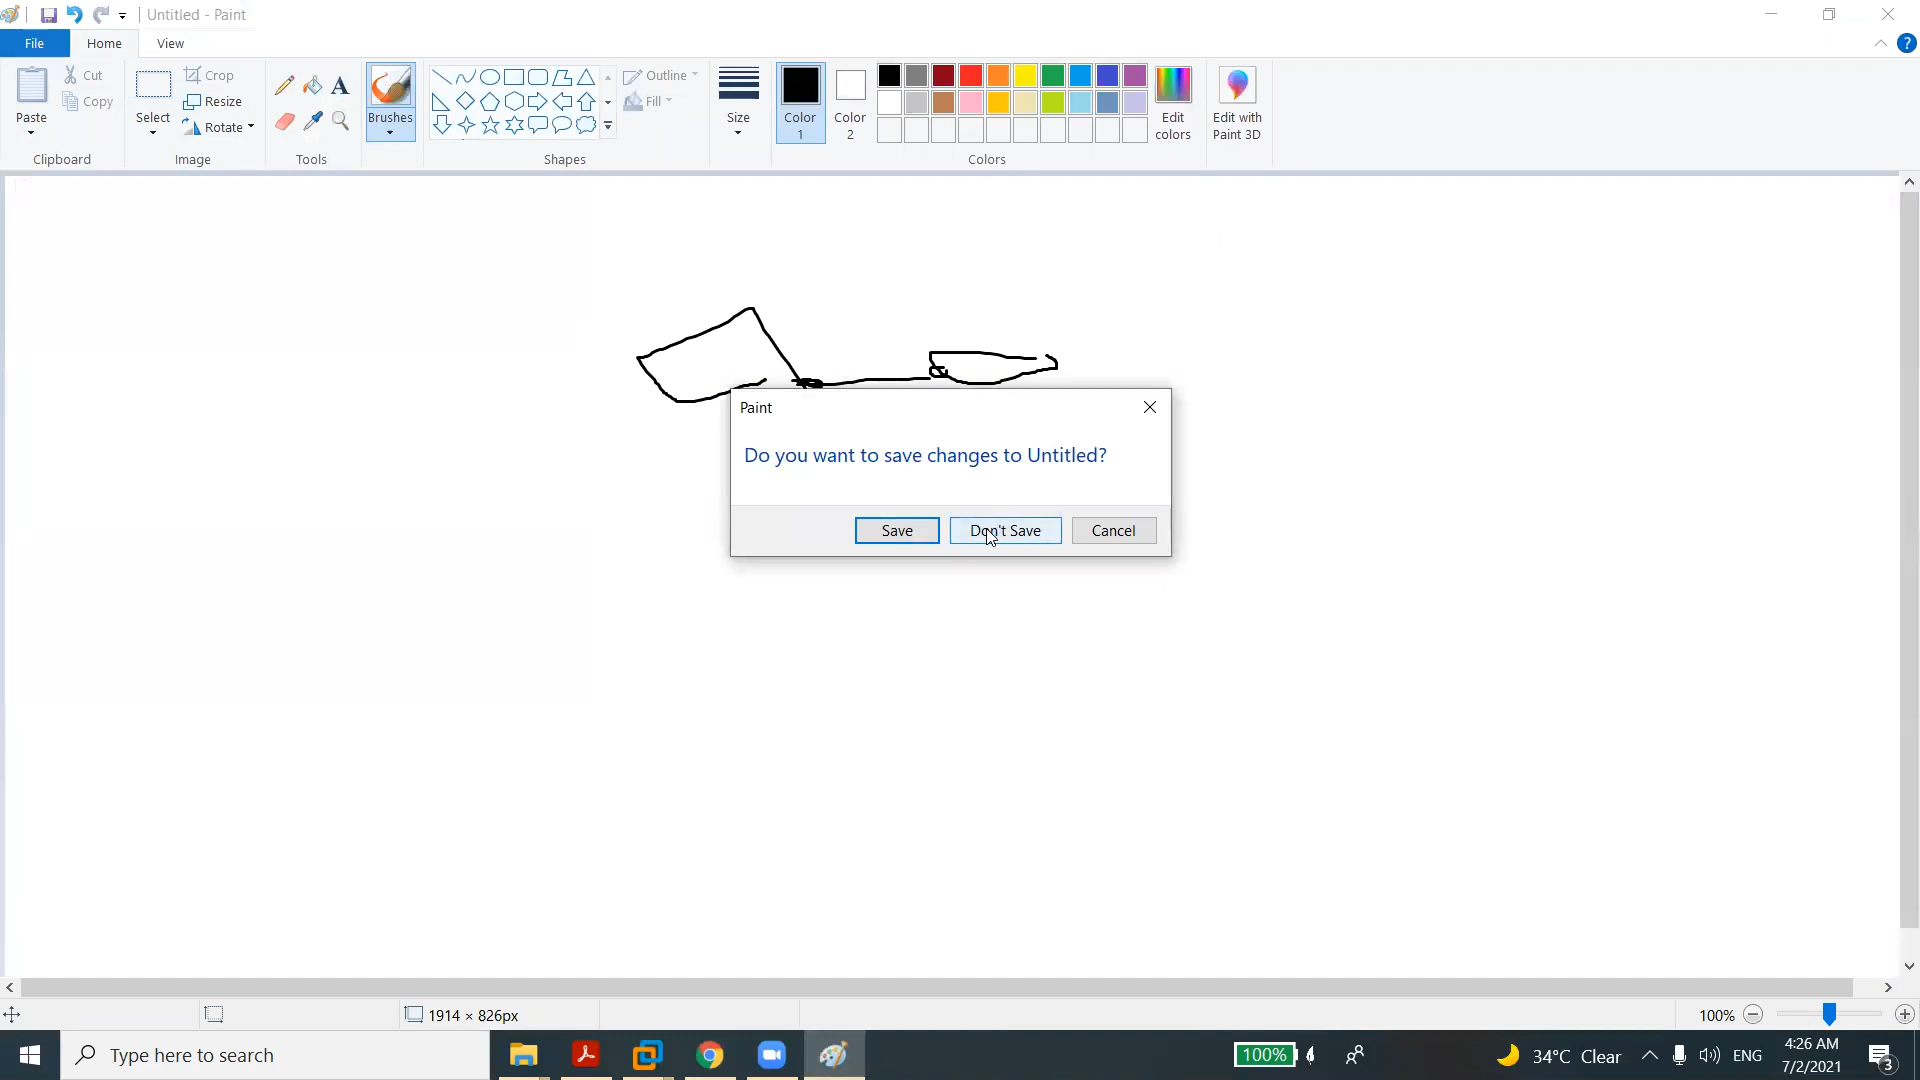 Untitled - Paint
File Home View
Paste Cut Copy Clipboard
Select Crop Resize Rotate Image
A Tools
Brushes
Shapes
Outline Fill
Size
Color 1
Color 2
Colors
Edit colors
Edit with Paint 3D
?
Paint
Do you want to save changes to Untitled?
Save Don't Save Cancel
1914 × 826px
100%
Type here to search
100%
34°C Clear
ENG
4:26 AM
7/2/2021
3